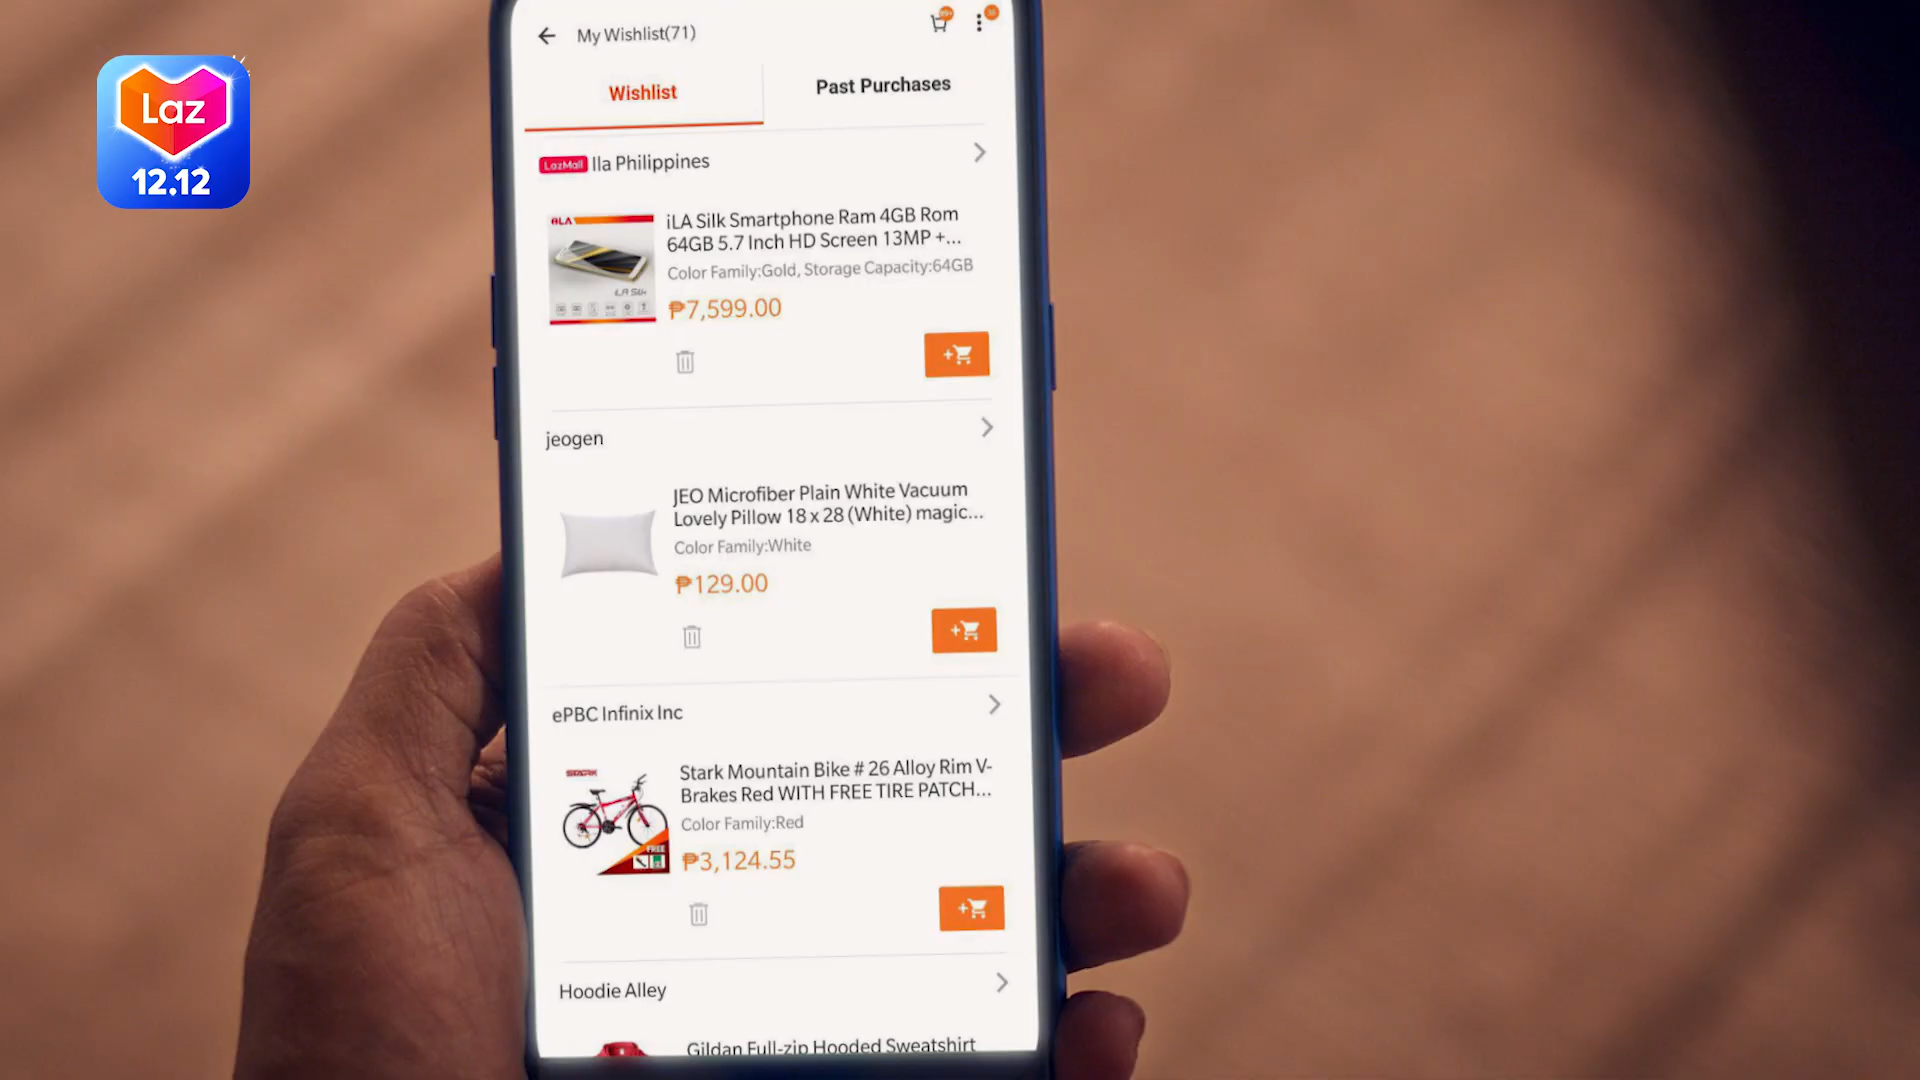 Laz
12.12
My Wishlist(71)
99+
Wishlist
Past Purchases
LazMall Ila Philippines
iLA Silk Smartphone Ram 4GB Rom
64GB 5.7 Inch HD Screen 13MP +...
Color Family:Gold, Storage Capacity:64GB
₱7,599.00
jeogen
JEO Microfiber Plain White Vacuum
Lovely Pillow 18 x 28 (White) magic...
Color Family:White
₱129.00
ePBC Infinix Inc
STARK
Stark Mountain Bike # 26 Alloy Rim V-
Brakes Red WITH FREE TIRE PATCH...
Color Family:Red
FREE
₱3,124.55
Hoodie Alley
Gildan Full-zip Hooded Sweatshirt